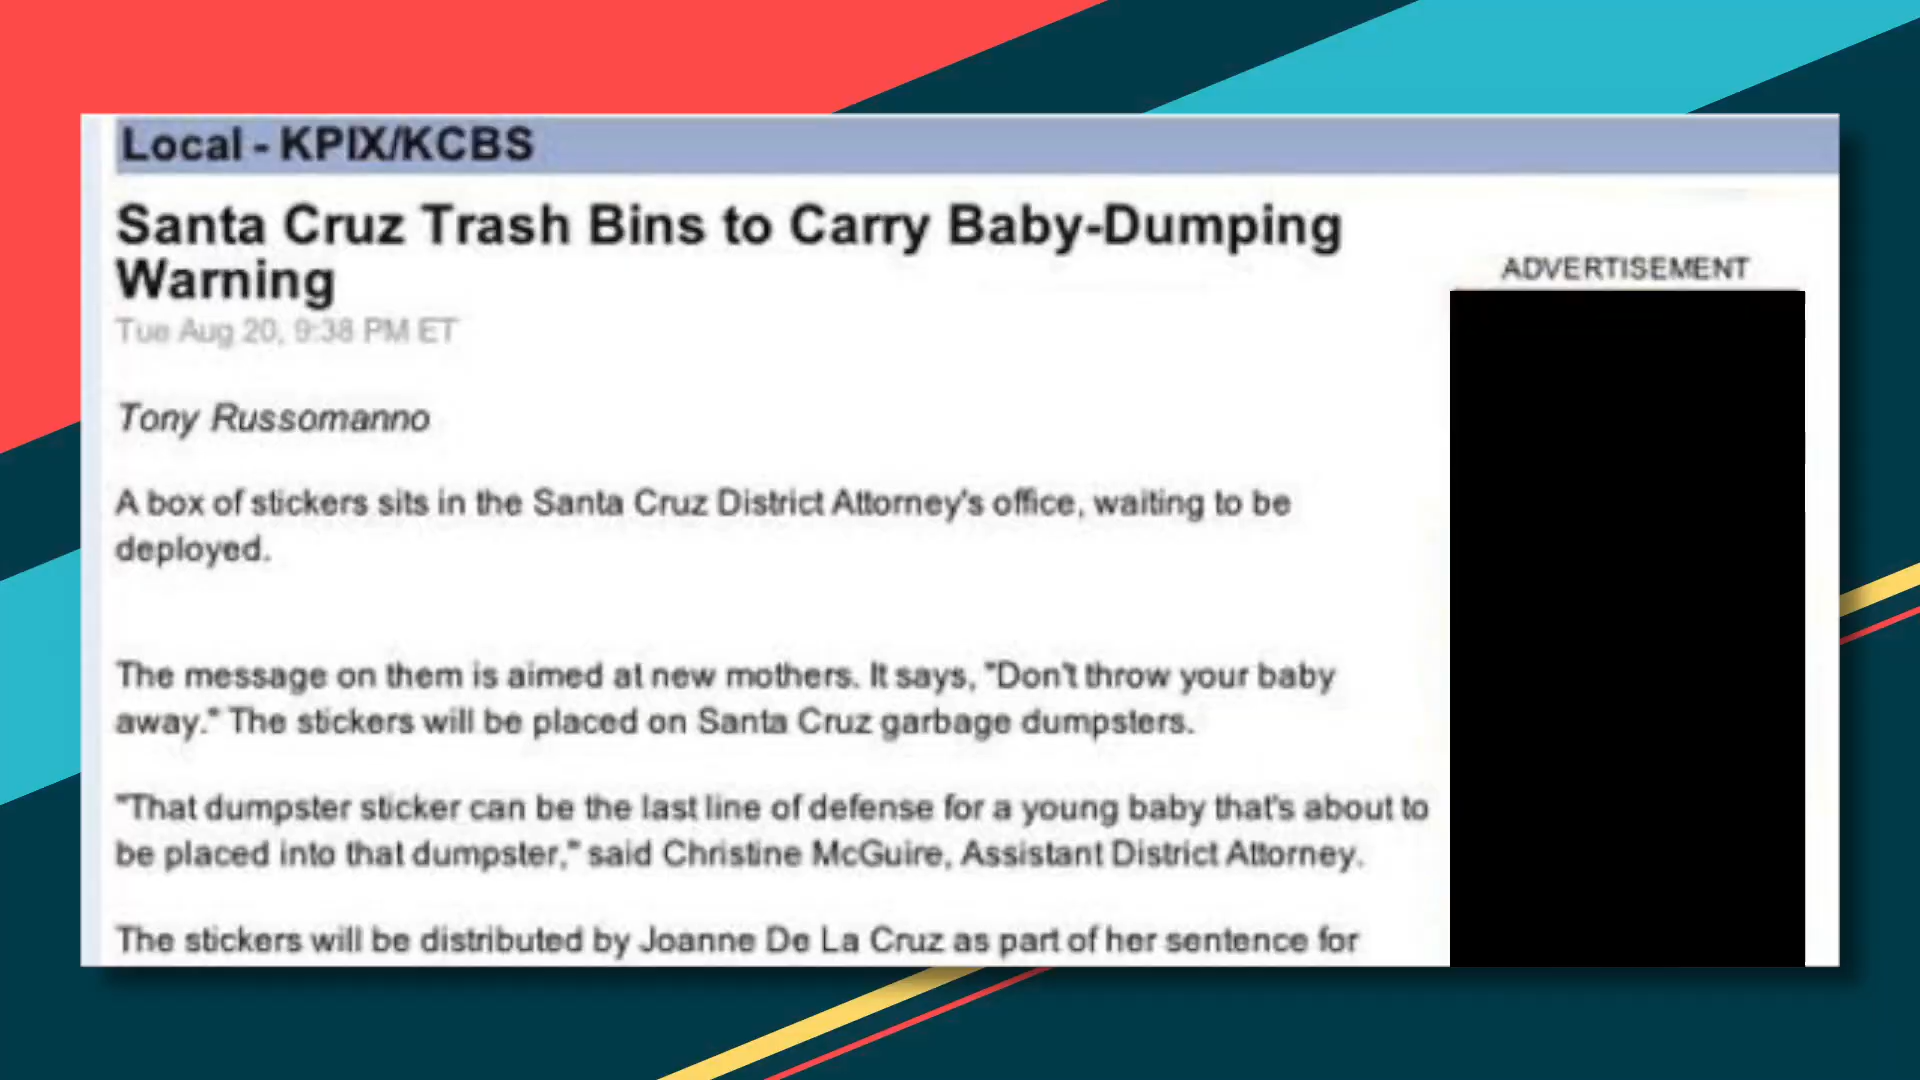 Local - KPIX/KCBS
Santa Cruz Trash Bins to Carry Baby-Dumping
Warning
ADVERTISEMENT
Tue Aug 20, 9:38 PM ET
Tony Russomanno
A box of stickers sits in the Santa Cruz District Attorney's office, waiting to be
deployed.
The message on them is aimed at new mothers. It says, "Don't throw your baby
away." The stickers will be placed on Santa Cruz garbage dumpsters.
"That dumpster sticker can be the last line of defense for a young baby that's about to
be placed into that dumpster," said Christine McGuire, Assistant District Attorney.
The stickers will be distributed by Joanne De La Cruz as part of her sentence for